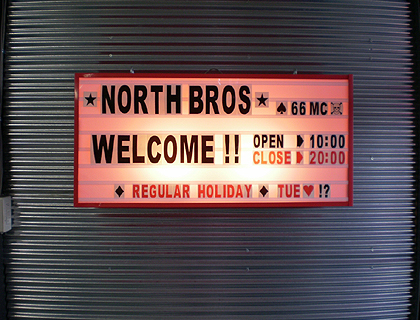 ★NORTH BROS★ ♠66 MC
WELCOME !! OPEN 10:00
CLOSE 20:00
♦ REGULAR HOLIDAY ♦ TUE♥!?